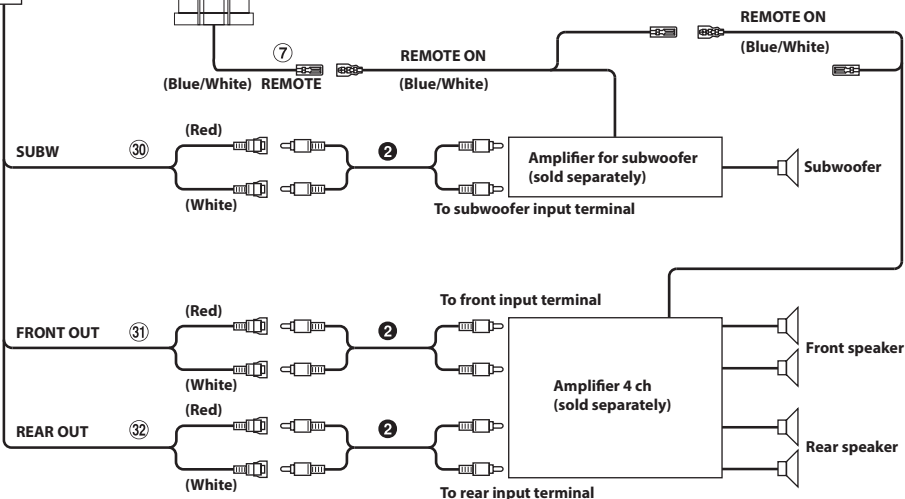 REMOTE ON
(Blue/White)
⑦
REMOTE ON
(Blue/White)
(Blue/White) REMOTE
SUBW
㉚
(Red)
(White)
❷
Amplifier for subwoofer
(sold separately)
Subwoofer
To subwoofer input terminal
To front input terminal
FRONT OUT
㉛
(Red)
(White)
❷
Front speaker
Amplifier 4 ch
(sold separately)
REAR OUT
㉜
(Red)
(White)
❷
Rear speaker
To rear input terminal